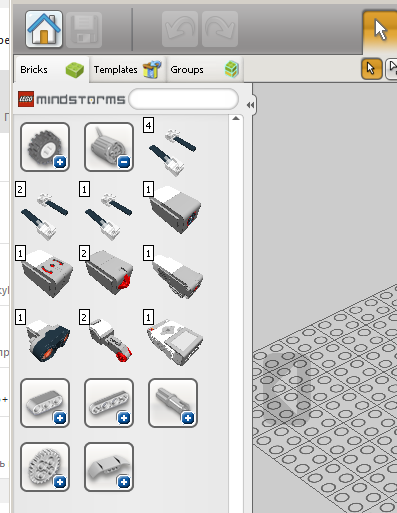 Bricks Templates Groups
LEGO mindstorms
4
2 1 1
1 2 1
1 2 1